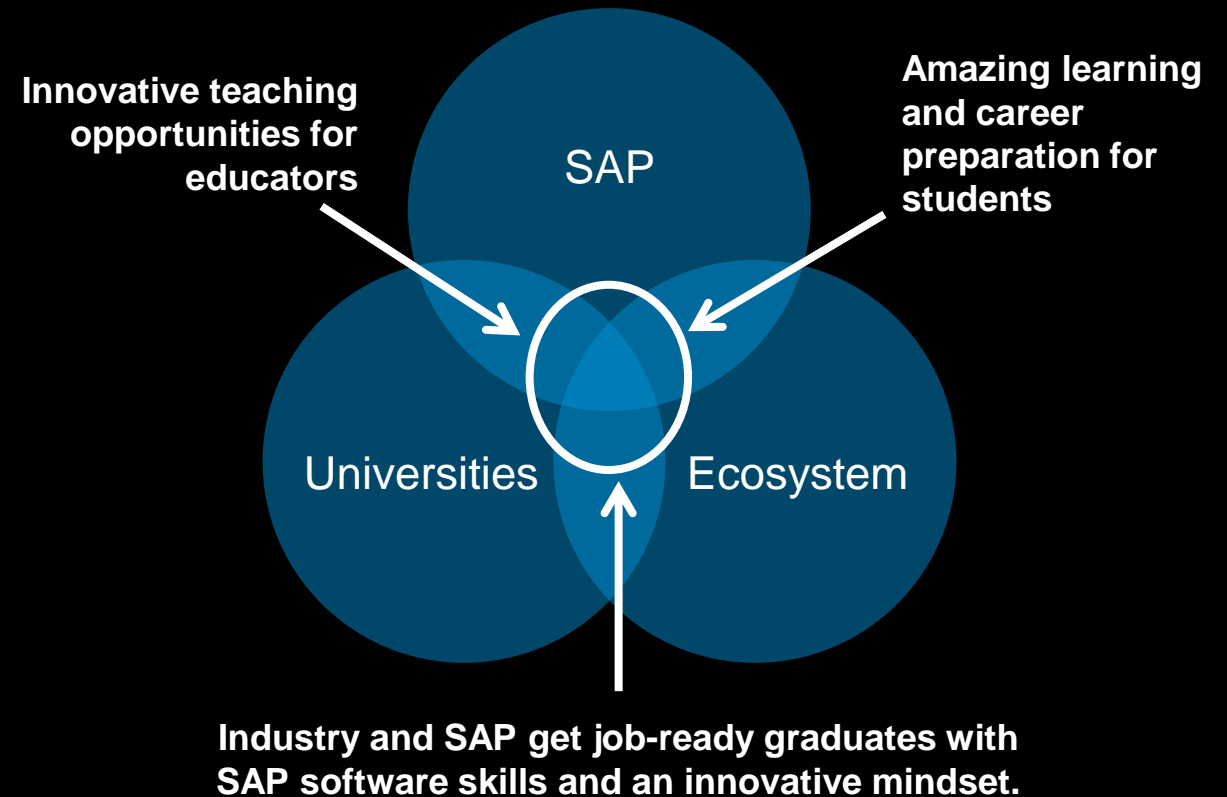 Innovative teaching
opportunities for
educators
Amazing learning
and career
preparation for
students
SAP
Universities
Ecosystem
Industry and SAP get job-ready graduates with
SAP software skills and an innovative mindset.